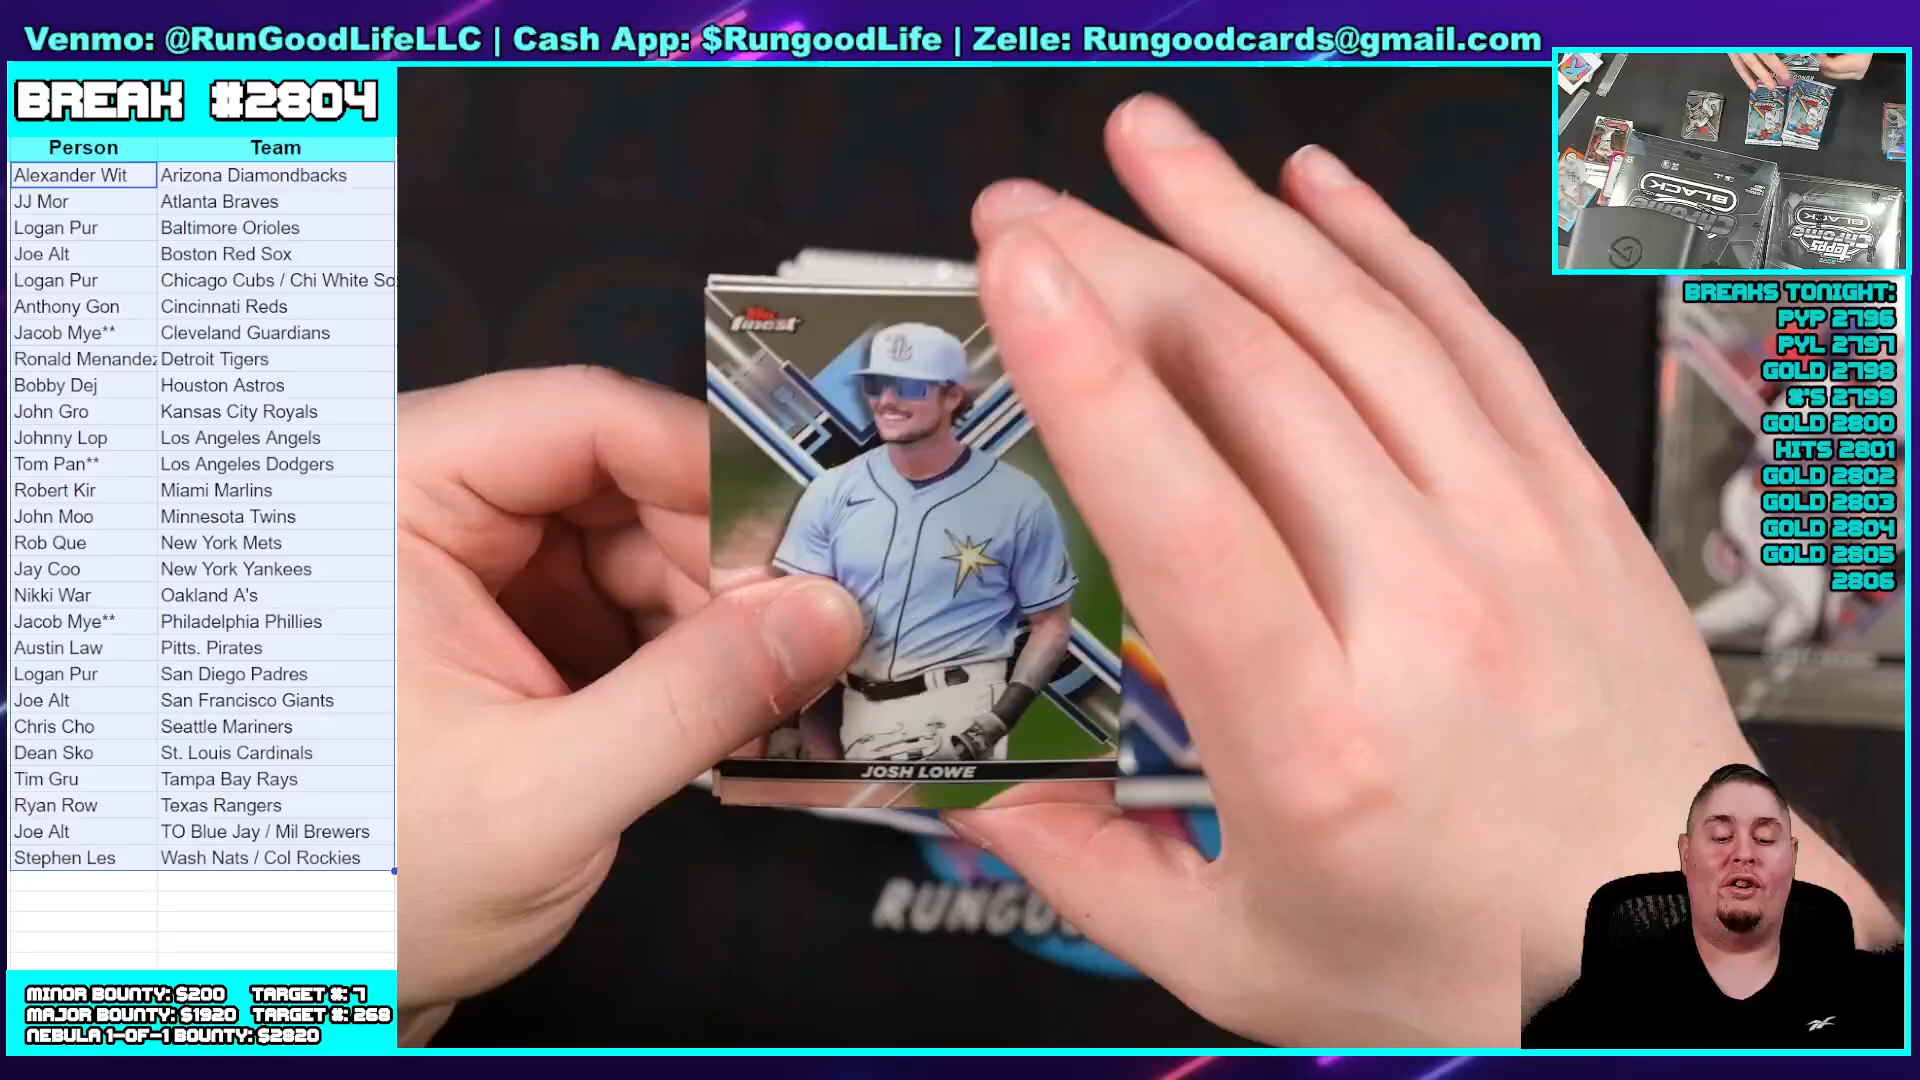 Venmo: @RunGoodLifeLLC | Cash App: $RungoodLife | Zelle: Rungoodcards@gmail.com
BREAK #2804
Person Team
Alexander Wit Arizona Diamondbacks
JJ Mor Atlanta Braves
Logan Pur Baltimore Orioles
Joe Alt Boston Red Sox
Logan Pur Chicago Cubs / Chi White So
Anthony Gon Cincinnati Reds
Jacob Mye** Cleveland Guardians
Ronald Menandez Detroit Tigers
Bobby Dej Houston Astros
John Gro Kansas City Royals
Johnny Lop Los Angeles Angels
Tom Pan** Los Angeles Dodgers
Robert Kir Miami Marlins
John Moo Minnesota Twins
Rob Que New York Mets
Jay Coo New York Yankees
Nikki War Oakland A's
Jacob Mye** Philadelphia Phillies
Austin Law Pitts. Pirates
Logan Pur San Diego Padres
Joe Alt San Francisco Giants
Chris Cho Seattle Mariners
Dean Sko St. Louis Cardinals
Tim Gru Tampa Bay Rays
Ryan Row Texas Rangers
Joe Alt TO Blue Jay / Mil Brewers
Stephen Les Wash Nats / Col Rockies
MINOR BOUNTY: $200 TARGET #: 7
MAJOR BOUNTY: $1920 TARGET #: 268
NEBULA 1-OF-1 BOUNTY: $2820
finest
TB
JOSH LOWE
RUNGO
BLACK
CHROME
BLACK
topps
CHROME
BREAKS TONIGHT:
PYP 2796
PYL 2797
GOLD 2798
#'S 2799
GOLD 2800
HITS 2801
GOLD 2802
GOLD 2803
GOLD 2804
GOLD 2805
2806